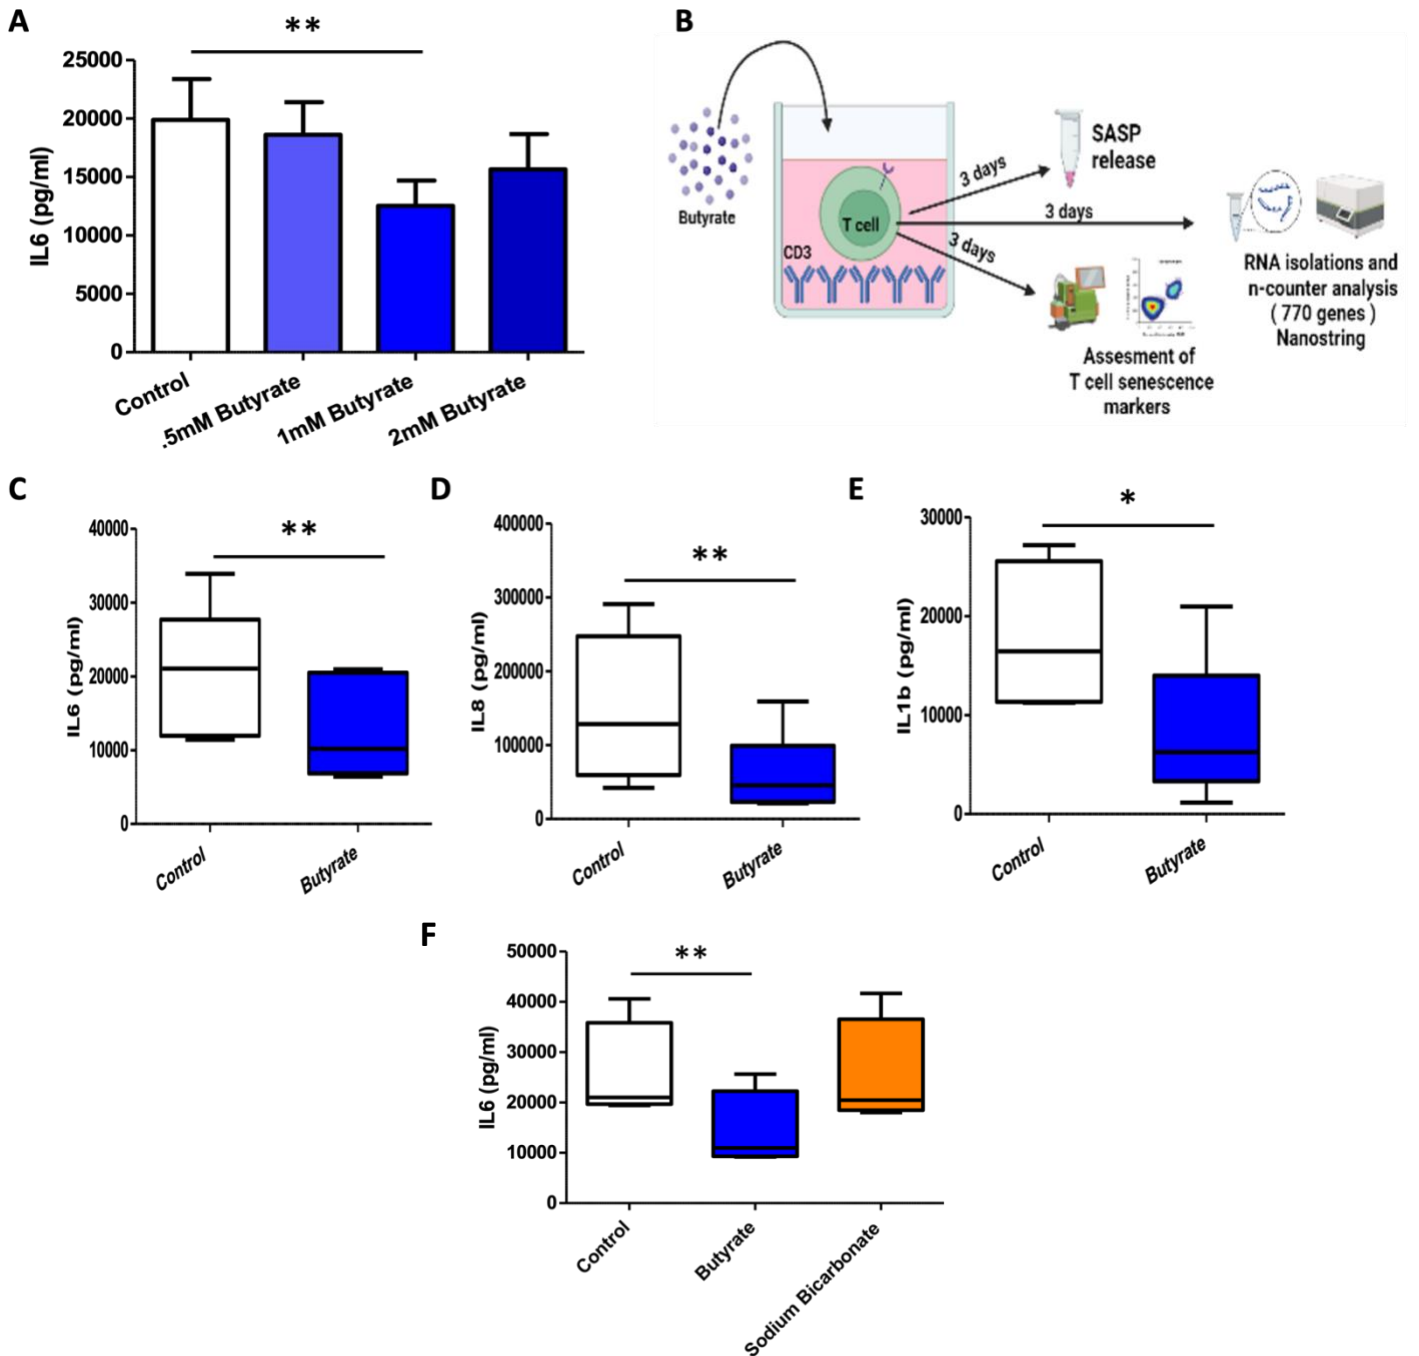 A
**
25000
20000
15000
10000
5000
0
IL6 (pg/ml)
Control
.5mM Butyrate
1mM Butyrate
2mM Butyrate
B
Butyrate
CD3
T cell
3 days
SASP
release
3 days
3 days
RNA isolations and
n-counter analysis
( 770 genes )
Nanostring
Assesment of
T cell senescence
markers
C
**
40000
30000
20000
10000
0
IL6 (pg/ml)
Control
Butyrate
D
**
400000
300000
200000
100000
0
IL8 (pg/ml)
Control
Butyrate
E
*
30000
20000
10000
0
IL1b (pg/ml)
Control
Butyrate
F
**
50000
40000
30000
20000
10000
0
IL6 (pg/ml)
Control
Butyrate
Sodium Bicarbonate